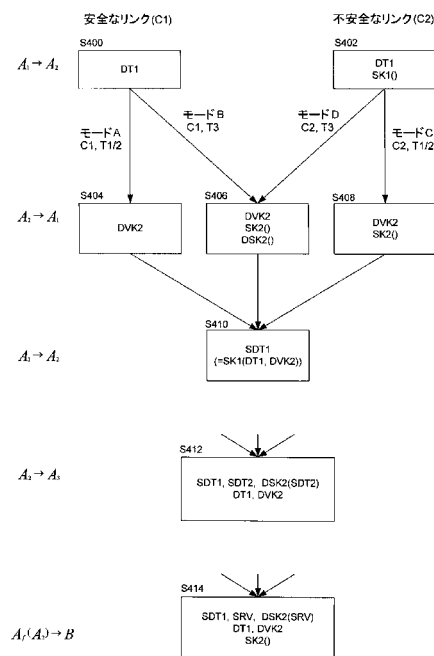 安全なリンク(C1)
不安全なリンク(C2)
S400
S402
A₁ → A₂
DT1
DT1
SK1()
モードA
C1, T1/2
モードB
C1, T3
モードD
C2, T3
モードC
C2, T1/2
S404
S406
S408
A₂ → A₁
DVK2
DVK2
SK2()
DSK2()
DVK2
SK2()
S410
A₁ → A₂
SDT1
(=SK1(DT1, DVK2))
S412
A₂ → A₃
SDT1, SDT2, DSK2(SDT2)
DT1, DVK2
S414
SDT1, SRV, DSK2(SRV)
DT1, DVK2
SK2()